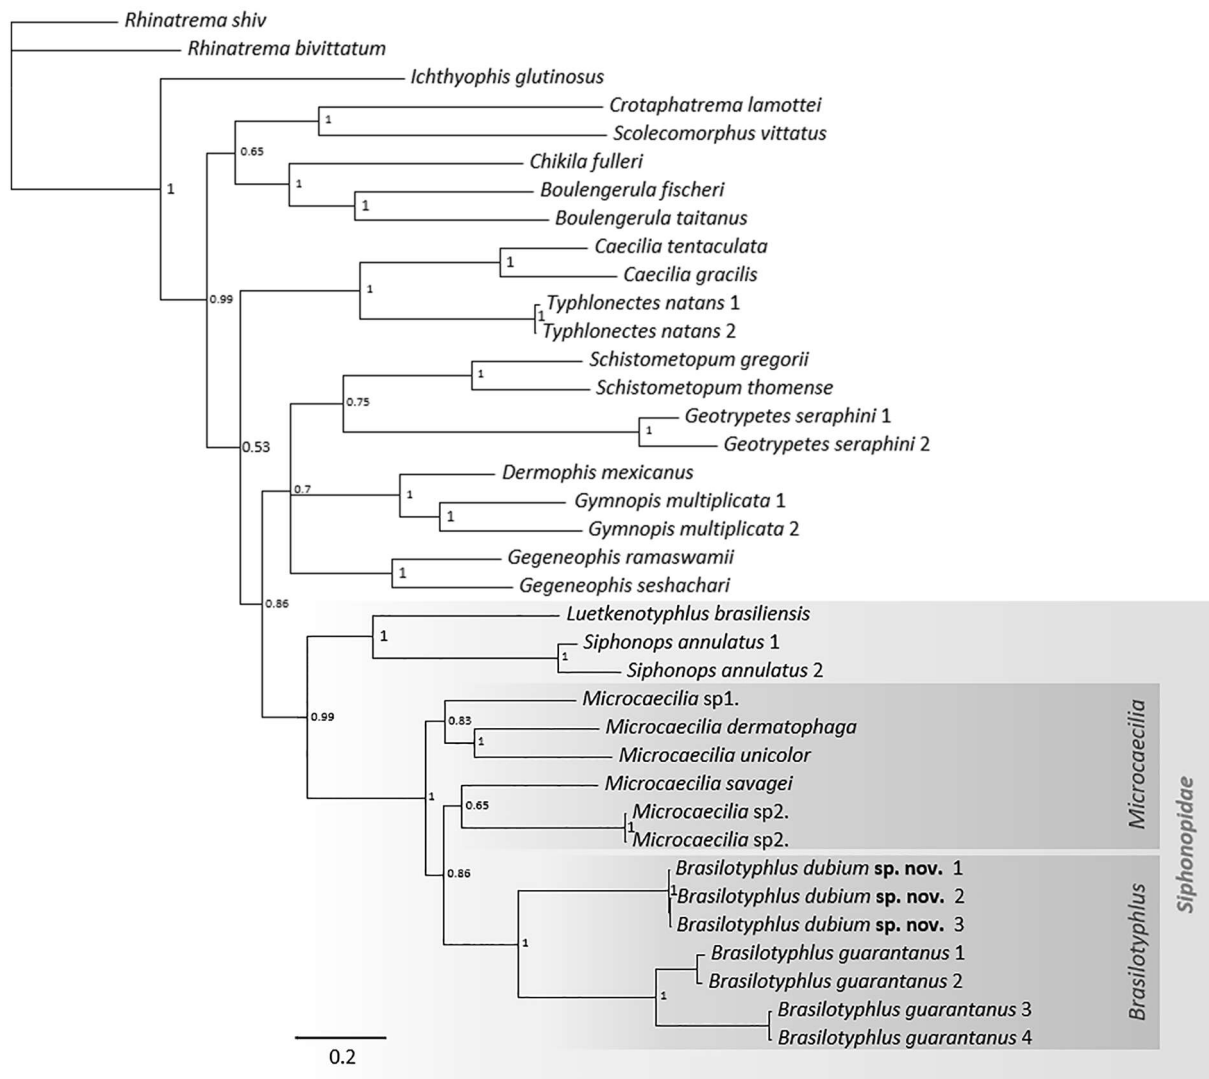 Rhinatrema shiv
Rhinatrema bivittatum
Ichthyophis glutinosus
Crotaphatrema lamottei
1
Scolecomorphus vittatus
0.65
Chikila fulleri
1
Boulengerula fischeri
1
1
Boulengerula taitanus
Caecilia tentaculata
1
Caecilia gracilis
1
0.99
Typhlonectes natans 1
1
Typhlonectes natans 2
Schistometopum gregorii
1
Schistometopum thomense
0.75
Geotrypetes seraphini 1
1
Geotrypetes seraphini 2
0.53
Dermophis mexicanus
0.7
1
Gymnopis multiplicata 1
1
Gymnopis multiplicata 2
Gegeneophis ramaswamii
1
Gegeneophis seshachari
0.86
Luetkenotyphlus brasiliensis
1
Siphonops annulatus 1
1
Siphonops annulatus 2
Microcaecilia sp1.
0.99
0.83
Microcaecilia dermatophaga
1
Microcaecilia unicolor
Microcaecilia savagei
1
0.65
Microcaecilia sp2.
1
Microcaecilia sp2.
Microcaecilia
Siphonopidae
0.86
Brasilotyphlus dubium sp. nov. 1
1
Brasilotyphlus dubium sp. nov. 2
Brasilotyphlus dubium sp. nov. 3
1
Brasilotyphlus guarantanus 1
Brasilotyphlus guarantanus 2
1
Brasilotyphlus guarantanus 3
Brasilotyphlus guarantanus 4
Brasilotyphlus
0.2